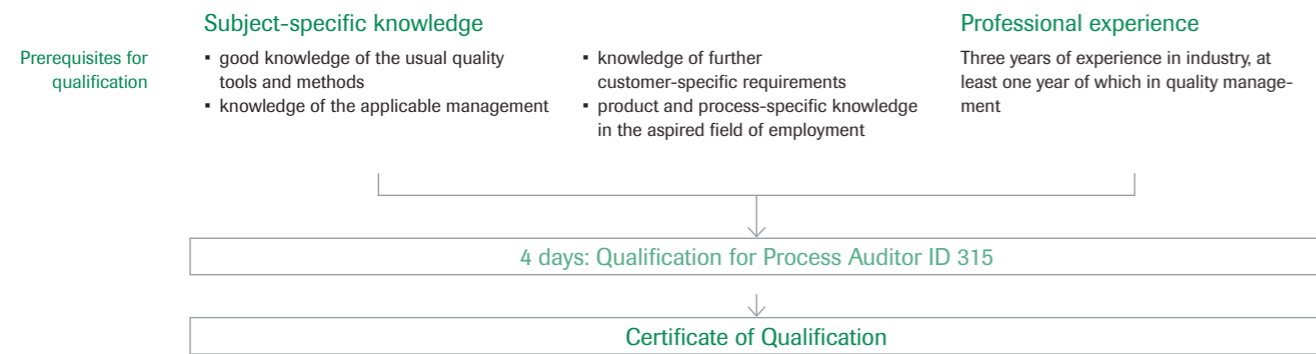 Subject-specific knowledge
Professional experience
Prerequisites for
qualification
▪ good knowledge of the usual quality
tools and methods
▪ knowledge of the applicable management
▪ knowledge of further
customer-specific requirements
▪ product and process-specific knowledge
in the aspired field of employment
Three years of experience in industry, at
least one year of which in quality manage-
ment
4 days: Qualification for Process Auditor ID 315
Certificate of Qualification